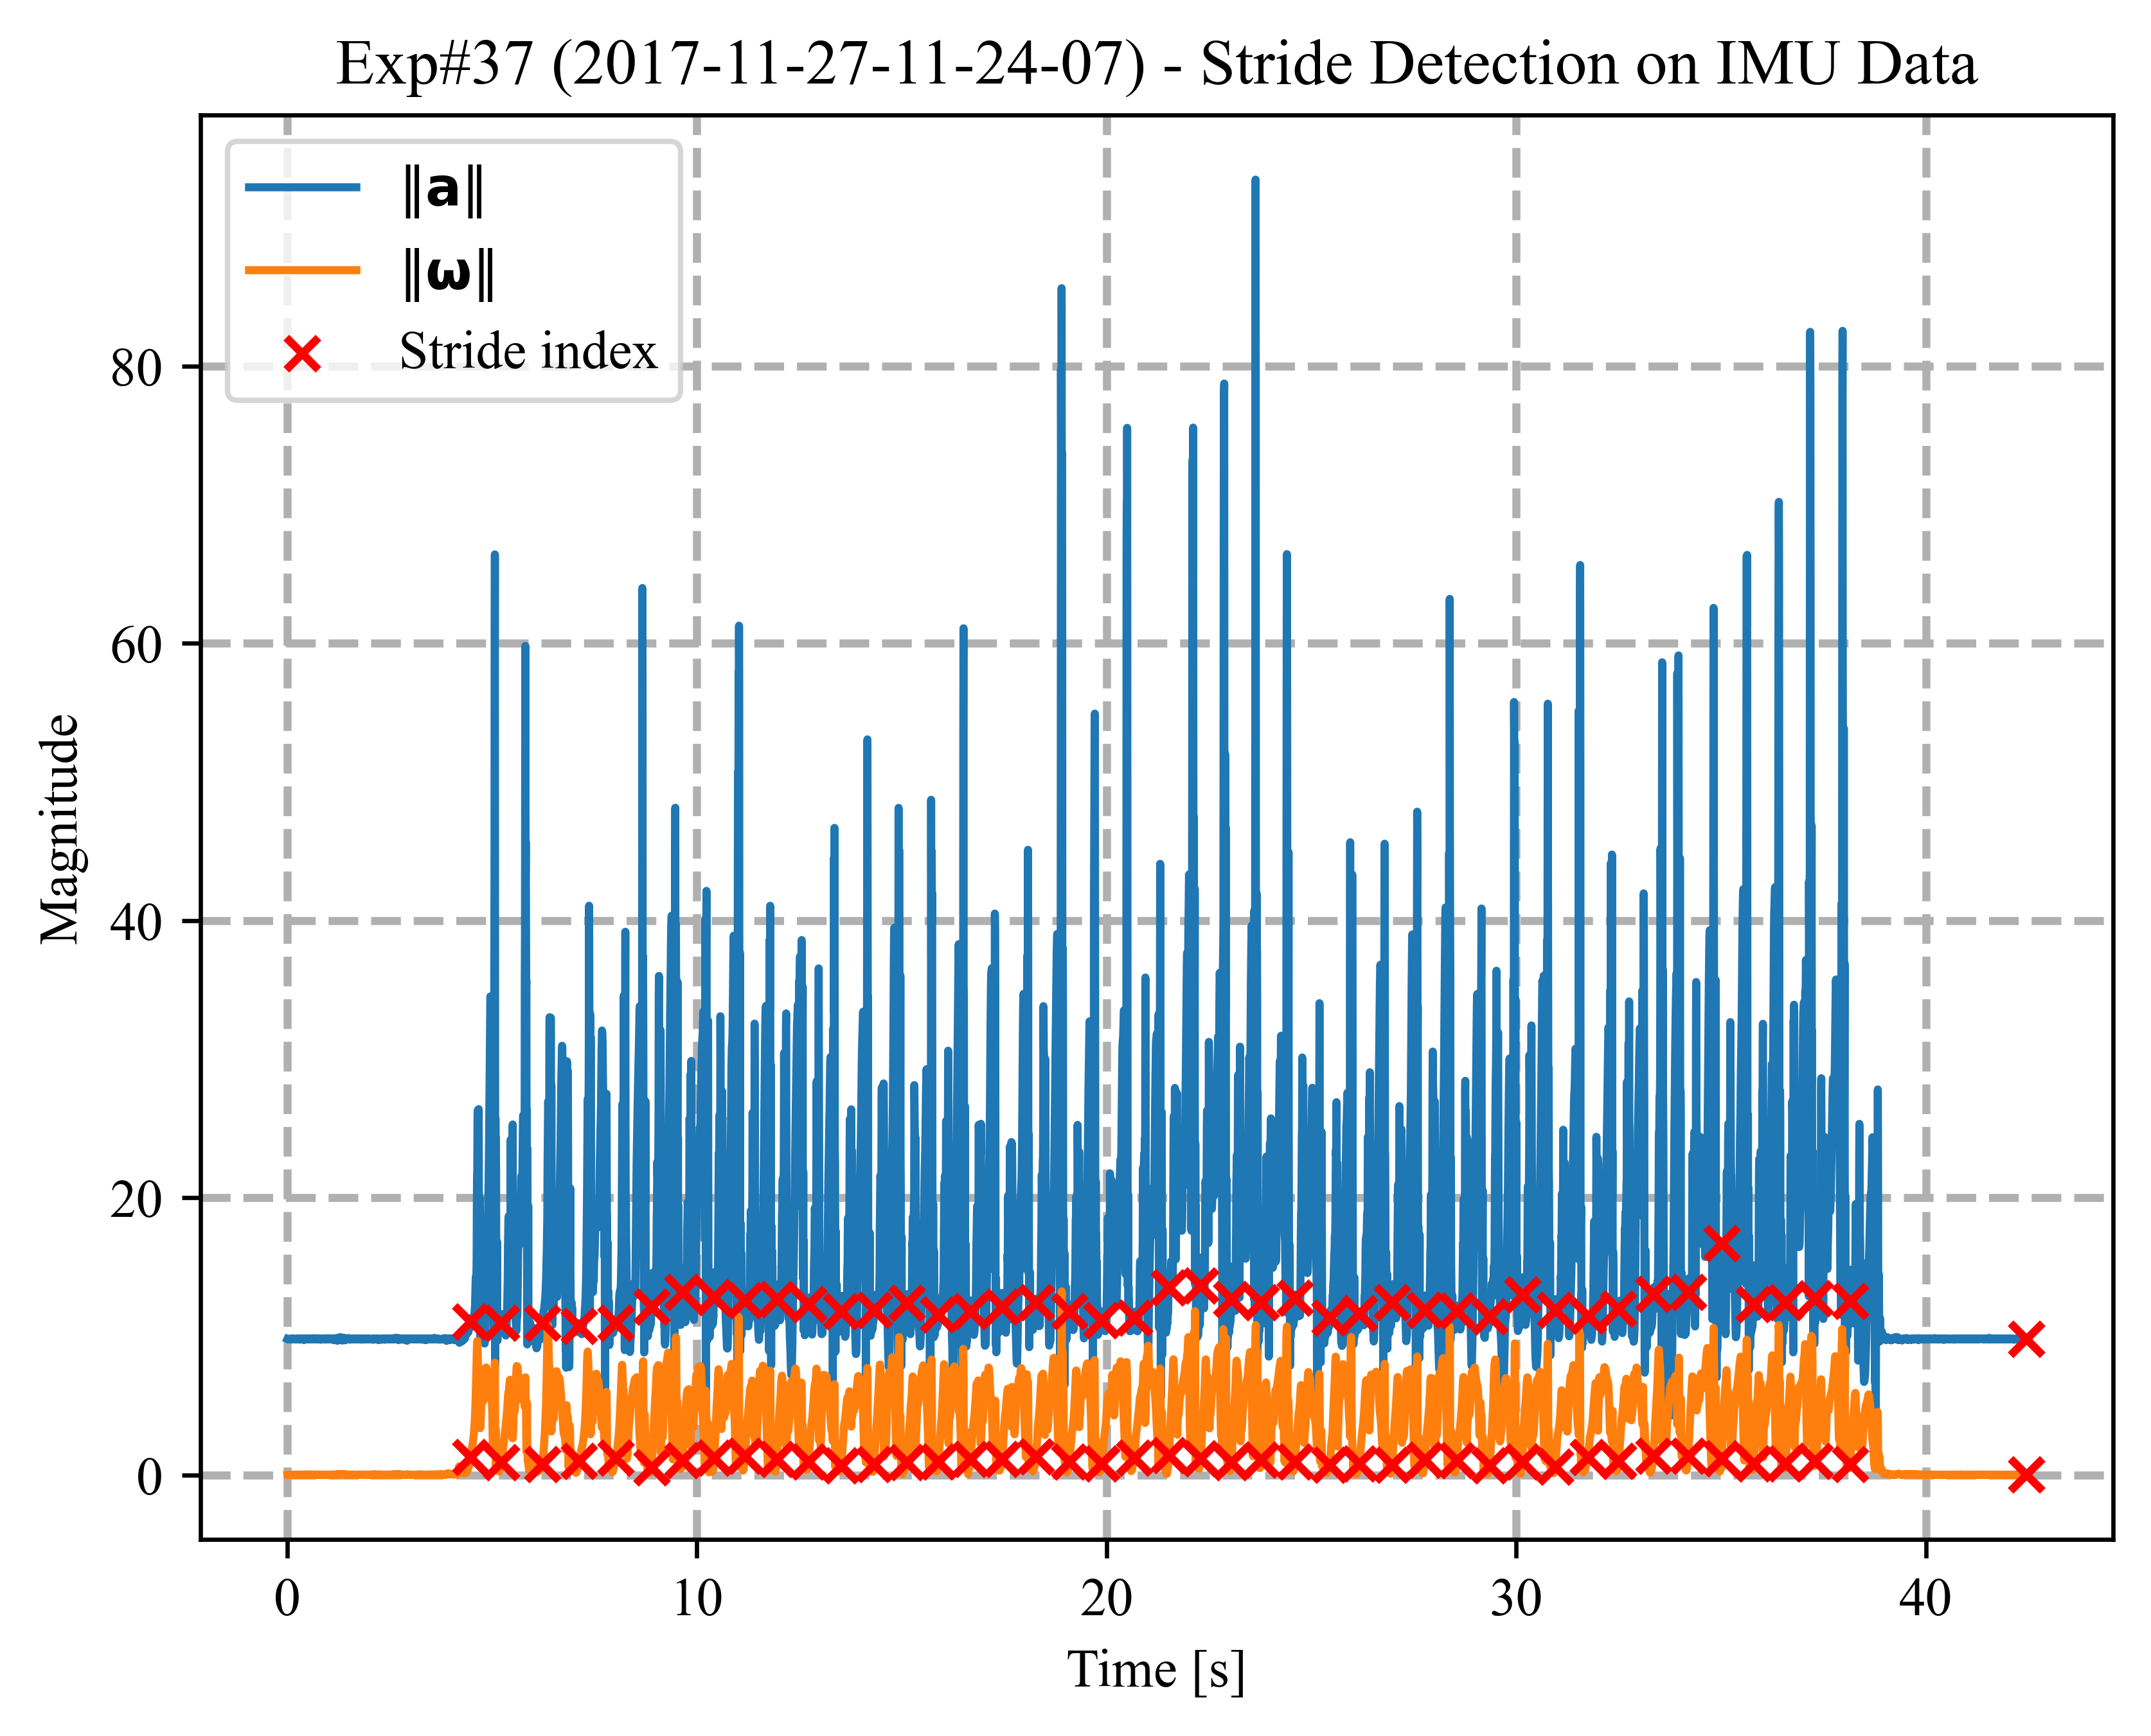 Exp#37 (2017-11-27-11-24-07) - Stride Detection on IMU Data
‖a‖
‖ω‖
Stride index
80
60
40
20
0
Magnitude
0 10 20 30 40
Time [s]